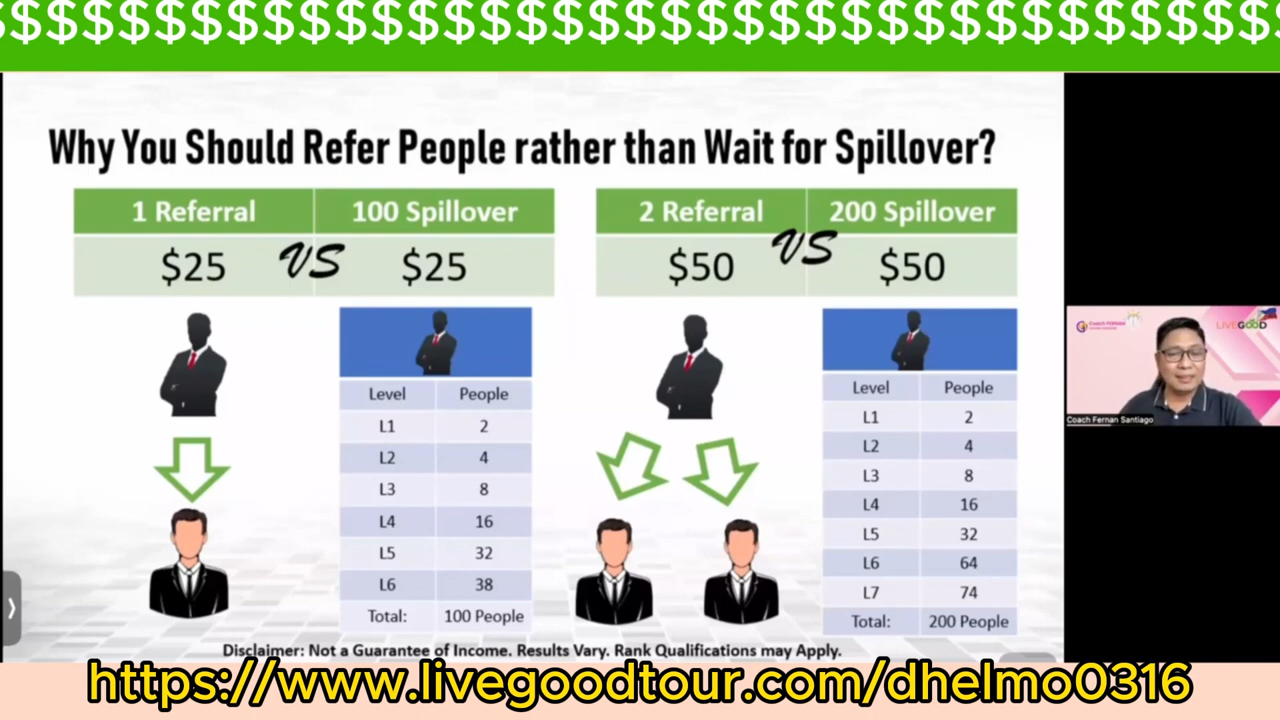 $$$$$$$$$$$$$$$$$$$$$$$$$$$$$$
Why You Should Refer People rather than Wait for Spillover?
1 Referral 100 Spillover
$25 VS $25
2 Referral 200 Spillover
$50 VS $50
Level People
L1 2
L2 4
L3 8
L4 16
L5 32
L6 38
Total: 100 People
Level People
L1 2
L2 4
L3 8
L4 16
L5 32
L6 64
L7 74
Total: 200 People
Coach Fernan
LIVEGOOD
Coach Fernan Santiago
Disclaimer: Not a Guarantee of Income. Results Vary. Rank Qualifications may Apply.
https://www.livegoodtour.com/dhelmo0316